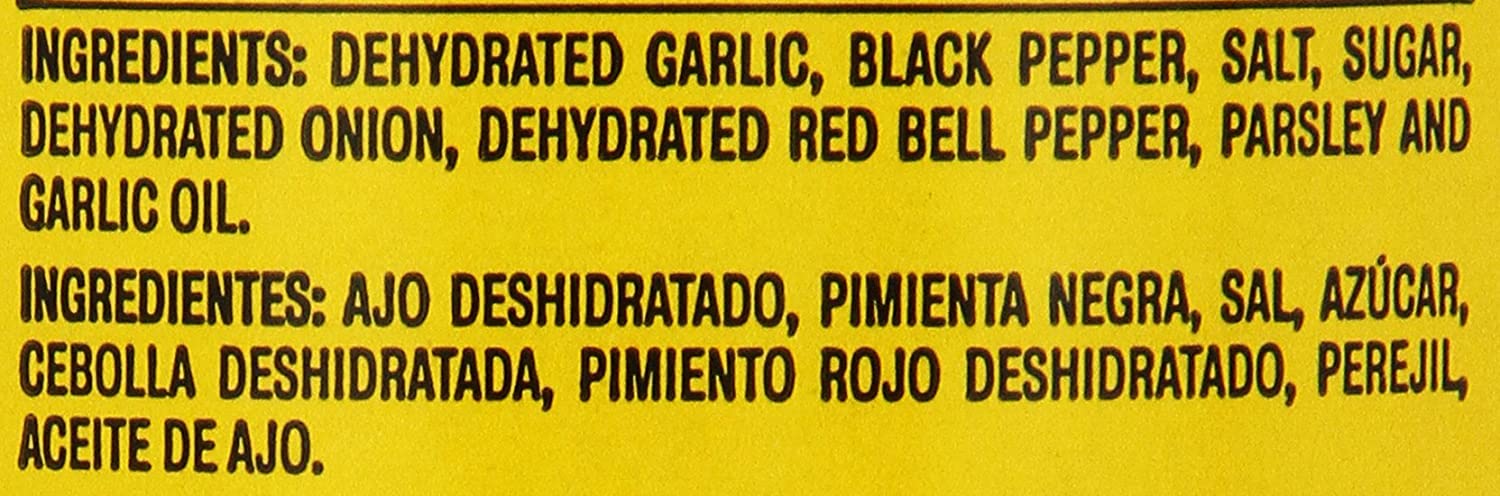 INGREDIENTS: DEHYDRATED GARLIC, BLACK PEPPER, SALT, SUGAR,
DEHYDRATED ONION, DEHYDRATED RED BELL PEPPER, PARSLEY AND
GARLIC OIL.
INGREDIENTES: AJO DESHIDRATADO, PIMIENTA NEGRA, SAL, AZÚCAR,
CEBOLLA DESHIDRATADA, PIMIENTO ROJO DESHIDRATADO, PEREJIL,
ACEITE DE AJO.